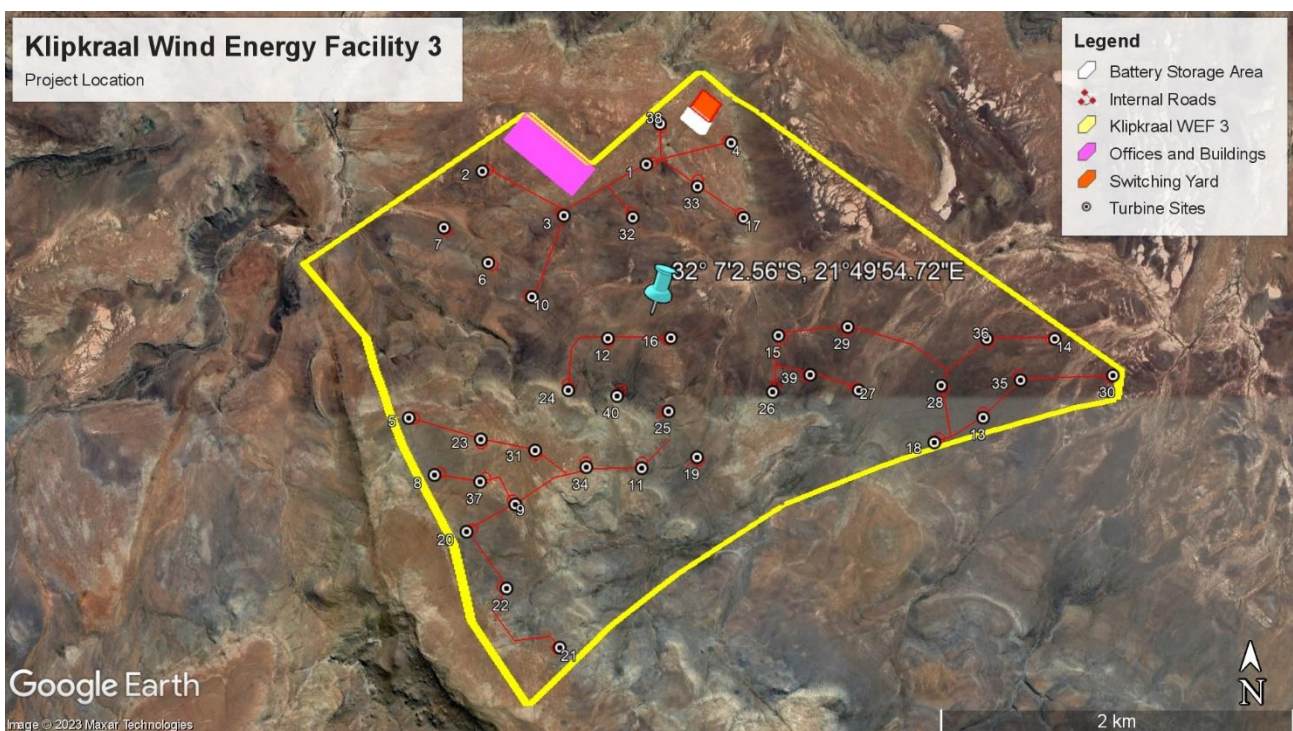 Klipkraal Wind Energy Facility 3
Project Location
Legend
Battery Storage Area
Internal Roads
Klipkraal WEF 3
Offices and Buildings
Switching Yard
Turbine Sites
38
4
1
2
33
3
32
17
7
6
32° 7'2.56"S, 21°49'54.72"E
10
12
16
15
29
36
14
24
40
39
27
26
28
35
30
5
25
23
31
13
18
34
11
19
8
37
9
20
22
21
Google Earth
Image © 2023 Maxar Technologies
N
2 km